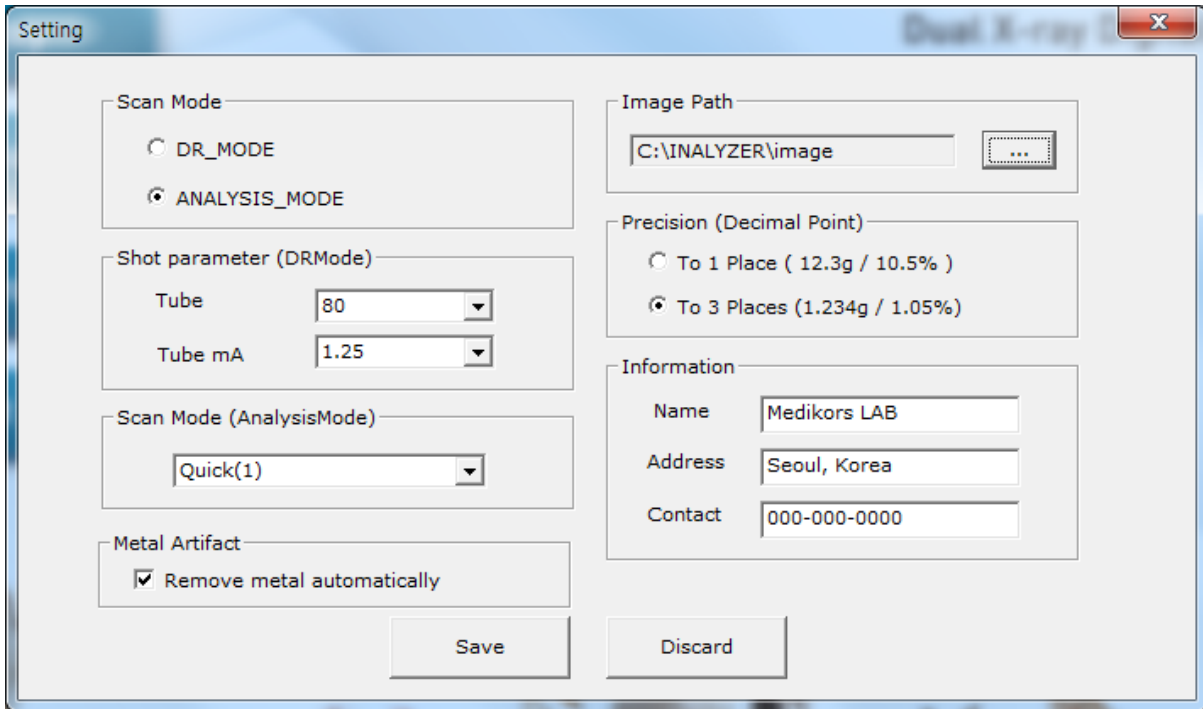 Setting
Dual X-ray
Scan Mode
DR_MODE
ANALYSIS_MODE
Shot parameter (DRMode)
Tube
80
Tube mA
1.25
Scan Mode (AnalysisMode)
Quick(1)
Metal Artifact
Remove metal automatically
Image Path
C:\INALYZER\image
...
Precision (Decimal Point)
To 1 Place ( 12.3g / 10.5% )
To 3 Places (1.234g / 1.05%)
Information
Name
Medikors LAB
Address
Seoul, Korea
Contact
000-000-0000
Save
Discard